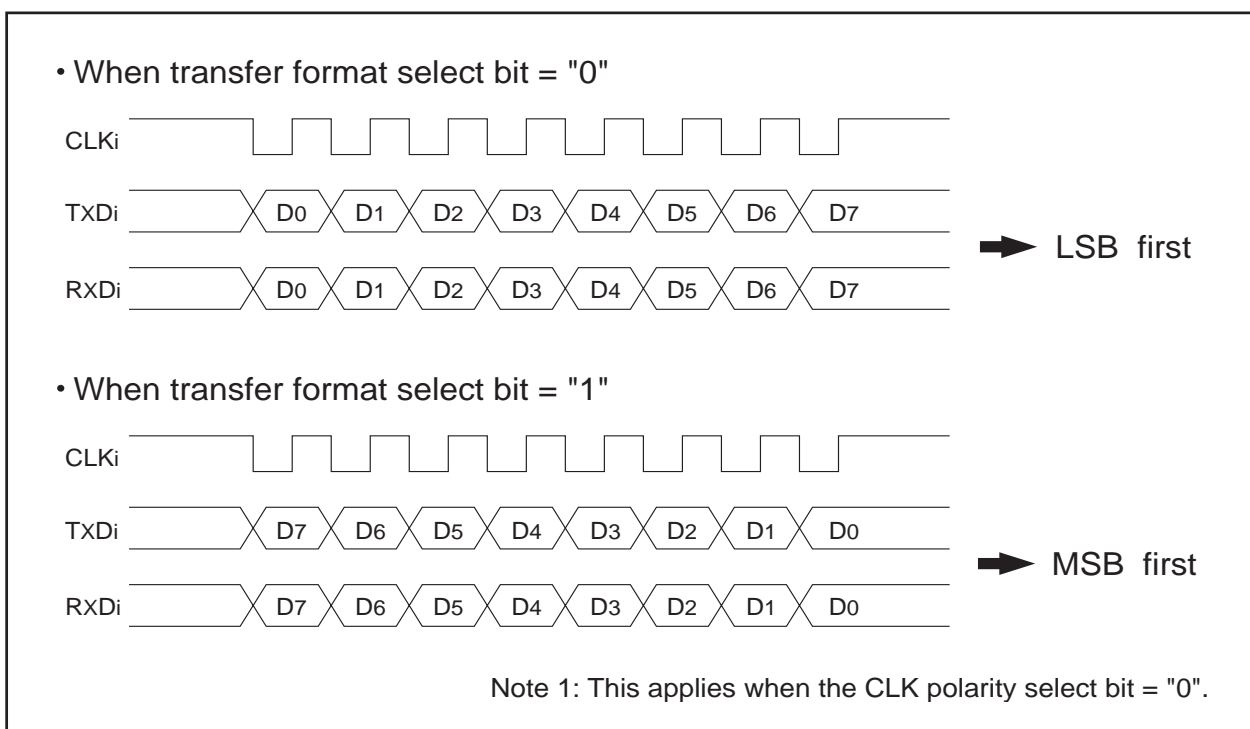 • When transfer format select bit = "0"
CLKi
TXDi D0 D1 D2 D3 D4 D5 D6 D7
LSB first
RXDi D0 D1 D2 D3 D4 D5 D6 D7
• When transfer format select bit = "1"
CLKi
TXDi D7 D6 D5 D4 D3 D2 D1 D0
MSB first
RXDi D7 D6 D5 D4 D3 D2 D1 D0
Note 1: This applies when the CLK polarity select bit = "0".